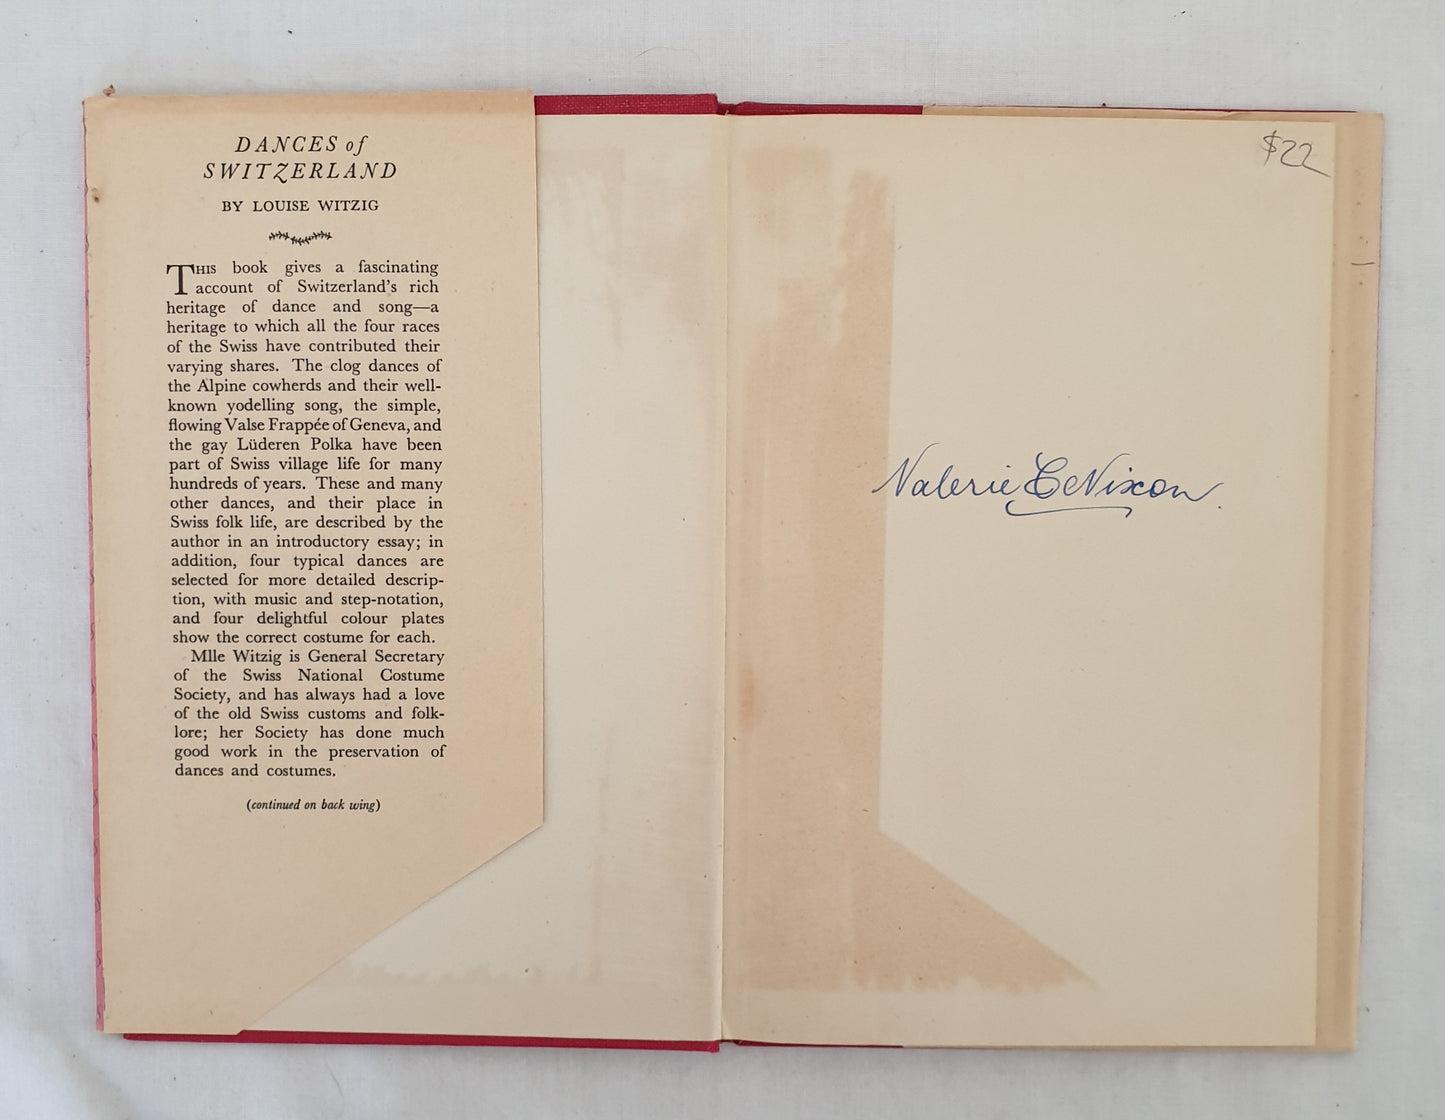 DANCES of
SWITZERLAND
BY LOUISE WITZIG
THIS book gives a fascinating
account of Switzerland's rich
heritage of dance and song—a
heritage to which all the four races
of the Swiss have contributed their
varying shares. The clog dances of
the Alpine cowherds and their well-
known yodelling song, the simple,
flowing Valse Frappée of Geneva, and
the gay Lüderen Polka have been
part of Swiss village life for many
hundreds of years. These and many
other dances, and their place in
Swiss folk life, are described by the
author in an introductory essay; in
addition, four typical dances are
selected for more detailed descrip-
tion, with music and step-notation,
and four delightful colour plates
show the correct costume for each.
Mlle Witzig is General Secretary
of the Swiss National Costume
Society, and has always had a love
of the old Swiss customs and folk-
lore; her Society has done much
good work in the preservation of
dances and costumes.
(continued on back wing)
$22
Valerie Nixon.